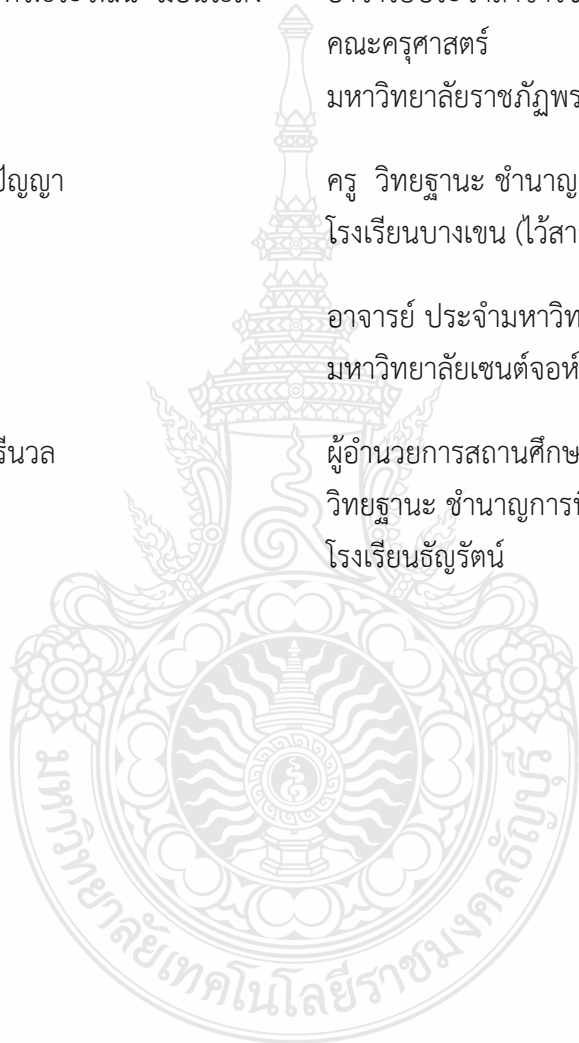 คณะครุศาสตร์
มหาวิทยาลัยราชภัฏพร
ปัญญา ครู วิทยฐานะ ชำนาญ
โรงเรียนบางเขน (ไว้สา
อาจารย์ ประจำมหาวิท
มหาวิทยาลัยเซนต์จอห์
รีนวล ผู้อำนวยการสถานศึกษ
วิทยฐานะ ชำนาญการพิ
โรงเรียนธัญรัตน์
มหาวิทยาลัยเทคโนโลยีราชมงคลธัญบุรี